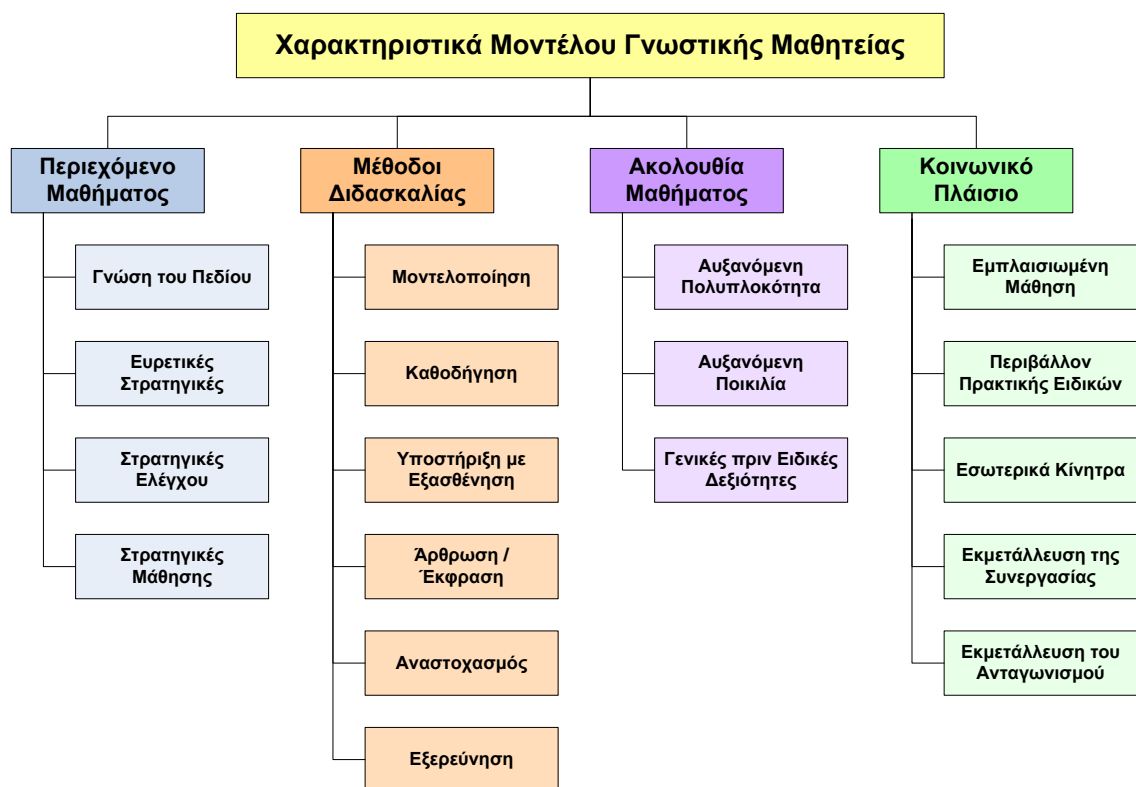 Χαρακτηριστικά Μοντέλου Γνωστικής Μαθητείας
Περιεχόμενο
Μαθήματος
Γνώση του Πεδίου
Ευρετικές
Στρατηγικές
Στρατηγικές
Ελέγχου
Στρατηγικές
Μάθησης
Μέθοδοι
Διδασκαλίας
Μοντελοποίηση
Καθοδήγηση
Υποστήριξη με
Εξασθένηση
Άρθρωση /
Έκφραση
Αναστοχασμός
Εξερεύνηση
Ακολουθία
Μαθήματος
Αυξανόμενη
Πολυπλοκότητα
Αυξανόμενη
Ποικιλία
Γενικές πριν Ειδικές
Δεξιότητες
Κοινωνικό
Πλάισιο
Εμπλαισιωμένη
Μάθηση
Περιβάλλον
Πρακτικής Ειδικών
Εσωτερικά Κίνητρα
Εκμετάλλευση της
Συνεργασίας
Εκμετάλλευση του
Ανταγωνισμού